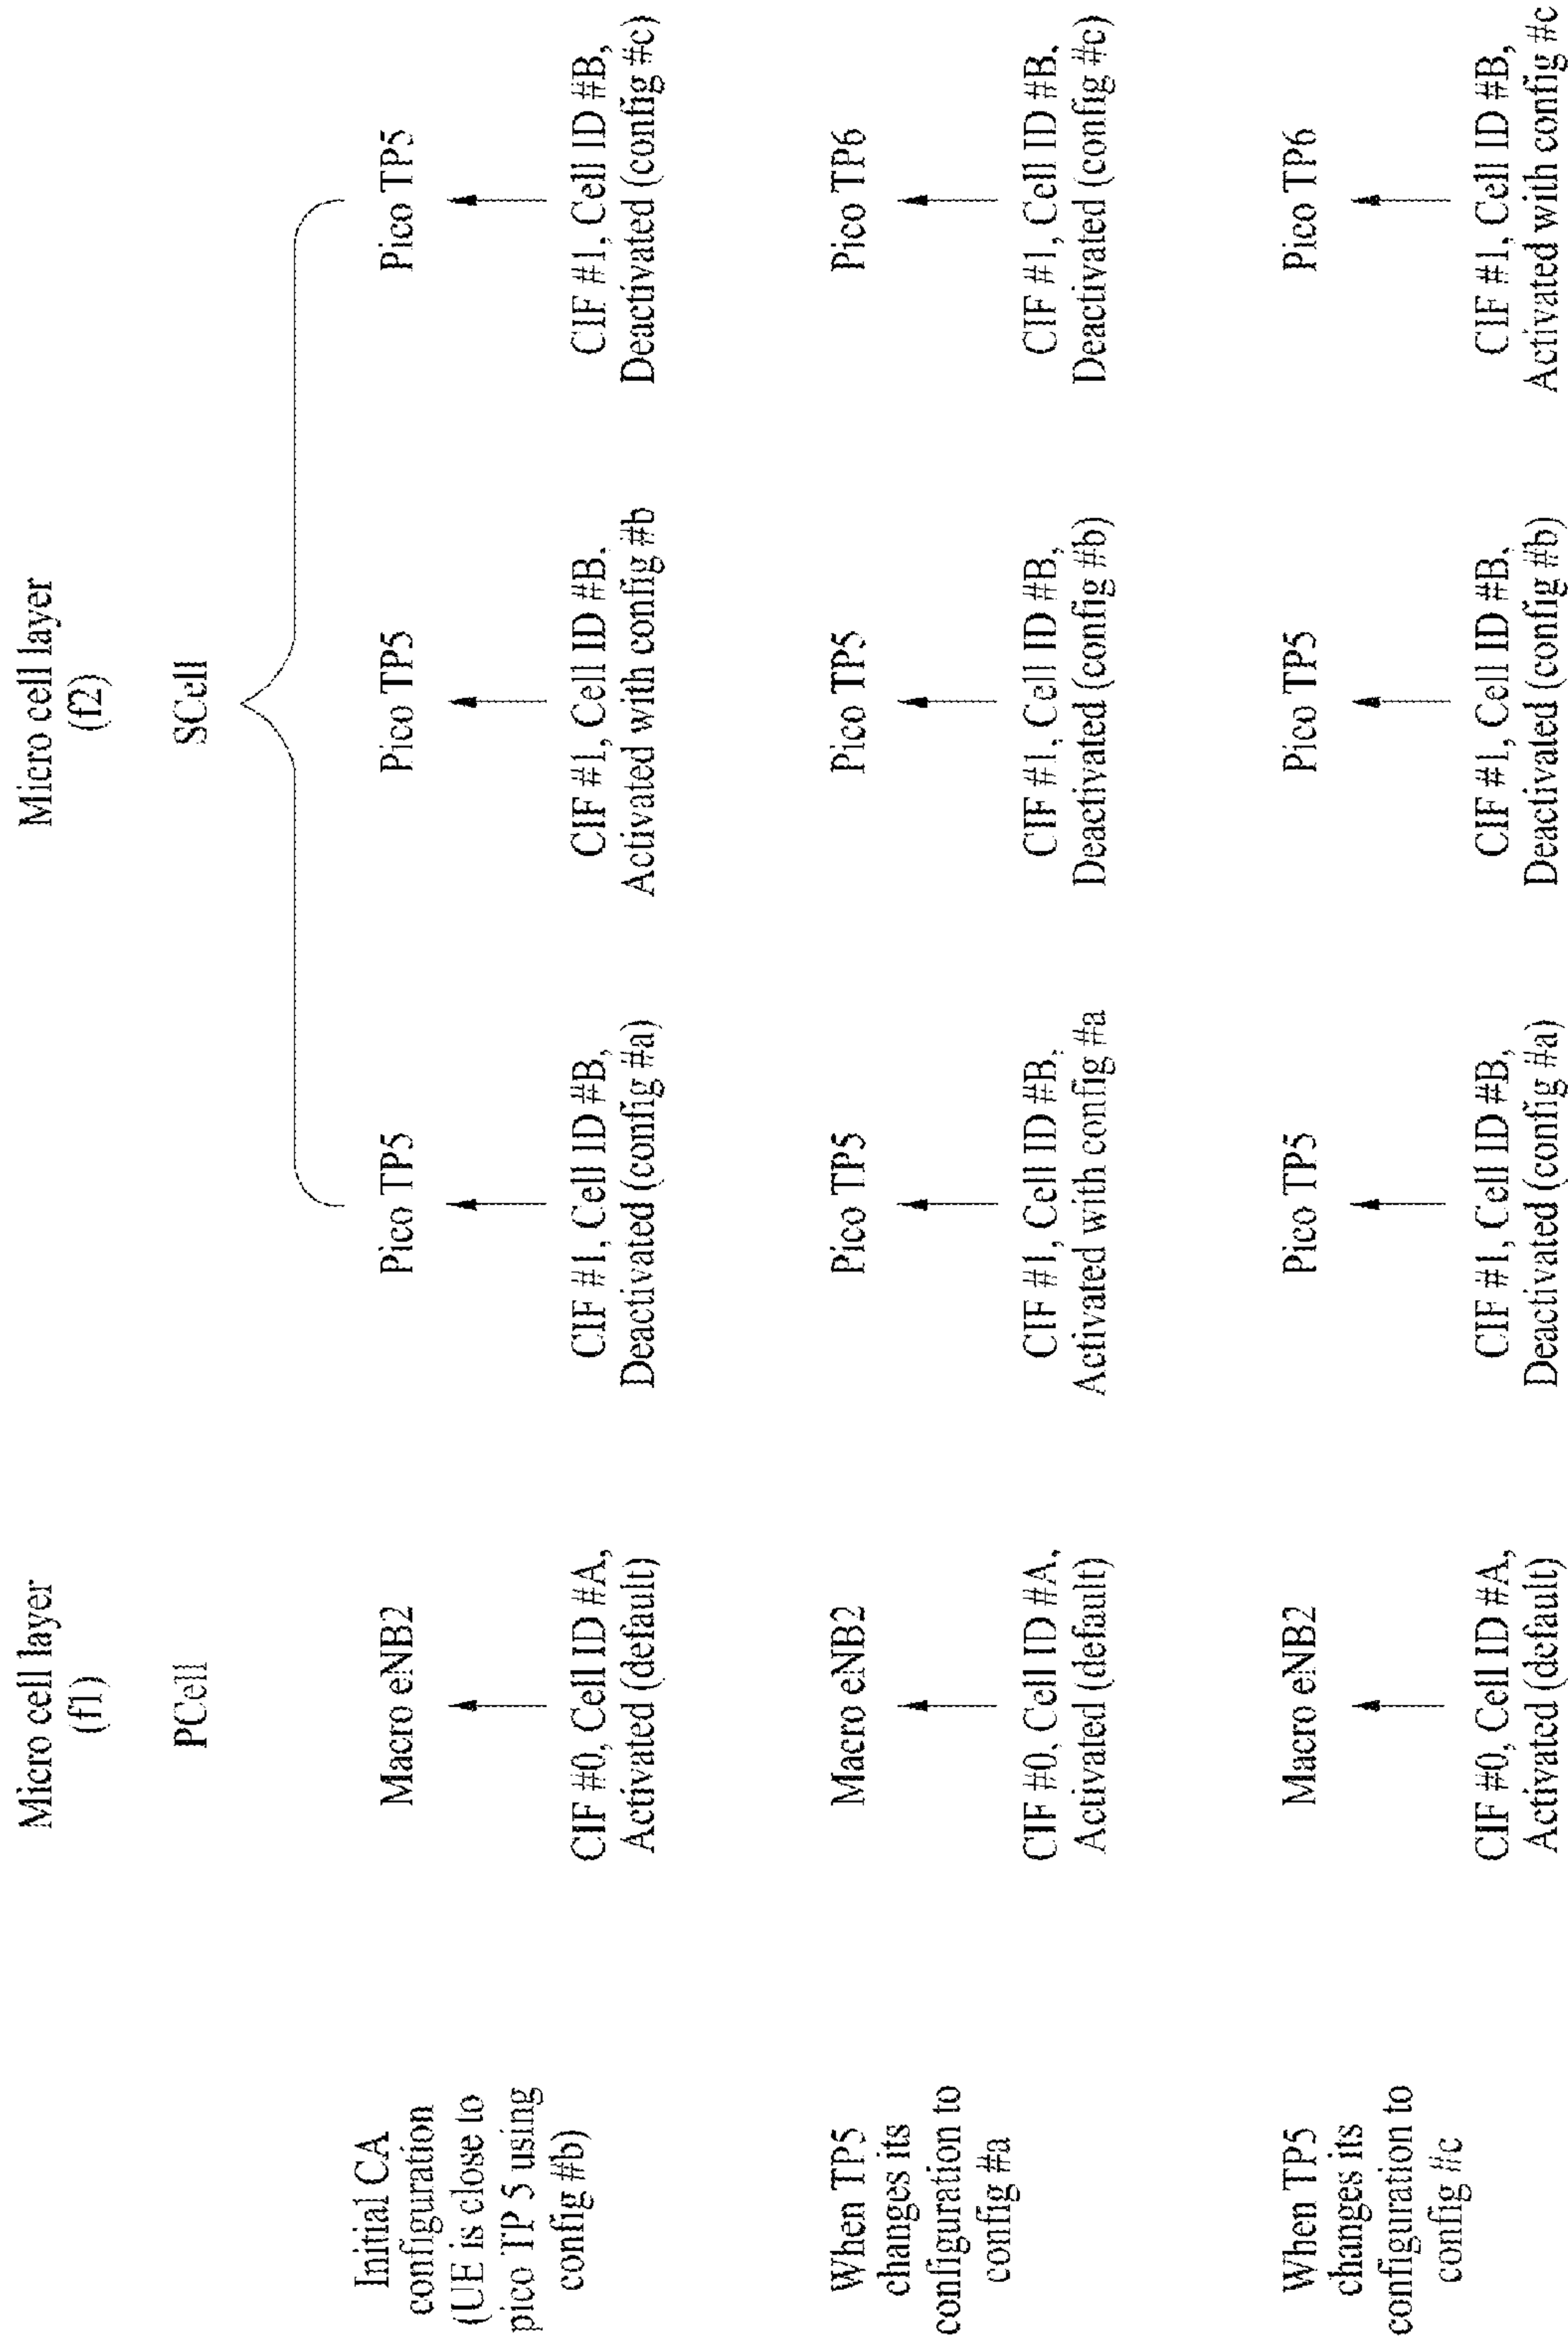 Micro cell layer
(f1)
Micro cell layer
(f2)
PCell
SCell
Initial CA
configuration
(UE is close to
pico TP 5 using
config #b)
Macro eNB2
CIF #0, Cell ID #A,
Activated (default)
Pico TP5
CIF #1, Cell ID #B,
Deactivated (config #a)
Pico TP5
CIF #1, Cell ID #B,
Activated with config #b
Pico TP5
CIF #1, Cell ID #B,
Deactivated (config #c)
When TP5
changes its
configuration to
config #a
Macro eNB2
CIF #0, Cell ID #A,
Activated (default)
Pico TP5
CIF #1, Cell ID #B,
Activated with config #a
Pico TP5
CIF #1, Cell ID #B,
Deactivated (config #b)
Pico TP6
CIF #1, Cell ID #B,
Deactivated (config #c)
When TP5
changes its
configuration to
config #c
Macro eNB2
CIF #0, Cell ID #A,
Activated (default)
Pico TP5
CIF #1, Cell ID #B,
Deactivated (config #a)
Pico TP5
CIF #1, Cell ID #B,
Deactivated (config #b)
Pico TP6
CIF #1, Cell ID #B,
Activated with config #c